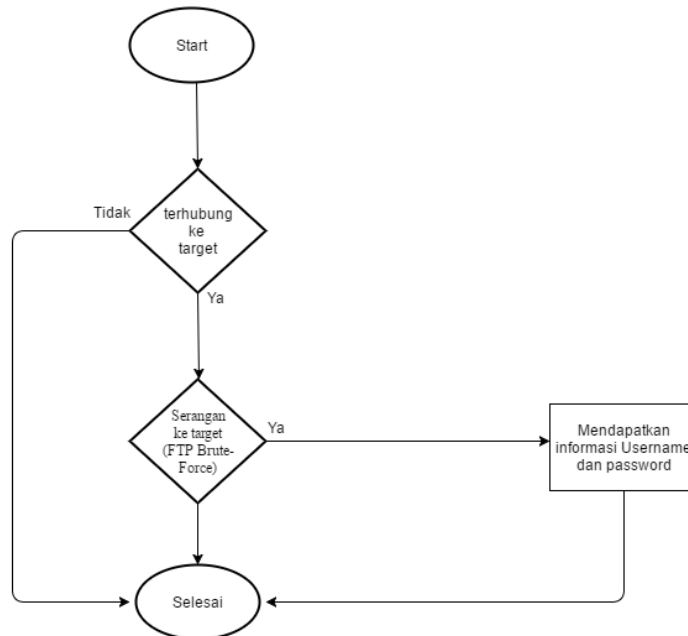 Start
Tidak
terhubung
ke
target
Ya
Serangan
ke target
(FTP Brute-
Force)
Ya
Mendapatkan
informasi Username
dan password
Selesai